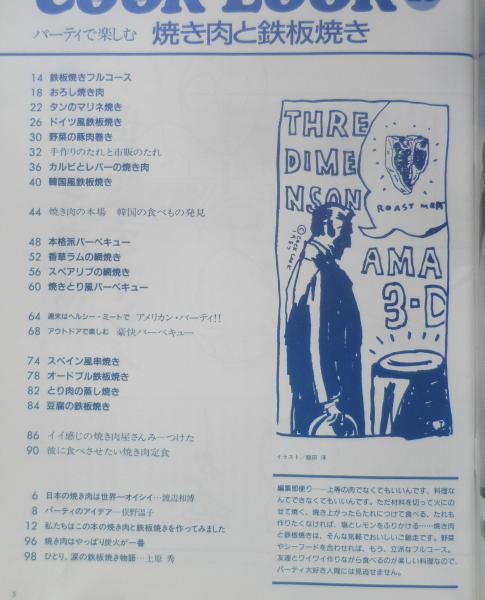 COOK LOOK
パーティで楽しむ 焼き肉と鉄板焼き
14 鉄板焼きフルコース
18 おろし焼き肉
22 タンのマリネ焼き
26 ドイツ風鉄板焼き
30 野菜の豚肉巻き
32 手作りのたれと市販のたれ
36 カルビとレバーの焼き肉
40 韓国風鉄板焼き
44 焼き肉の本場 韓国の食べもの発見
48 本格派バーベキュー
52 香草ラムの網焼き
56 スペアリブの網焼き
60 焼きとり風バーベキュー
64 週末はヘルシー・ミートで アメリカン・パーティ!!
68 アウトドアで楽しむ 豪快バーベキュー
74 スペイン風串焼き
78 オードブル鉄板焼き
82 とり肉の蒸し焼き
84 豆腐の鉄板焼き
86 イイ感じの焼き肉屋さんみーつけた
90 彼に食べさせたい焼き肉定食
6 日本の焼き肉は世界一オイシイ…渡辺和博
8 パーティのアイデア…俣野温子
12 私たちはこの本の焼き肉と鉄板焼きを作ってみました
96 焼き肉はやっぱり炭火が一番
98 ひとり、涙の鉄板焼き物語…上原 秀
5
THRE
DIME
NSON
ROAST MEAT
©COOK LOOK
AMA
3-D
イラスト/
編集部便り……上等の肉でなくてもいいんです、料理な
んてできなくてもいいんです。ただ材料を切って火にの
せて焼く、焼き上がったらたれにつけて食べる、たれも
作りたくなければ、塩とレモンをふりかける……焼き肉
と鉄板焼きは、そんな気軽でおいしいご馳走です。野菜
やシーフードを合わせれば、もう、立派なフルコース。
友達とワイワイ作りながら食べるのが楽しい料理なので、
パーティ大好き人間には見逃せません。